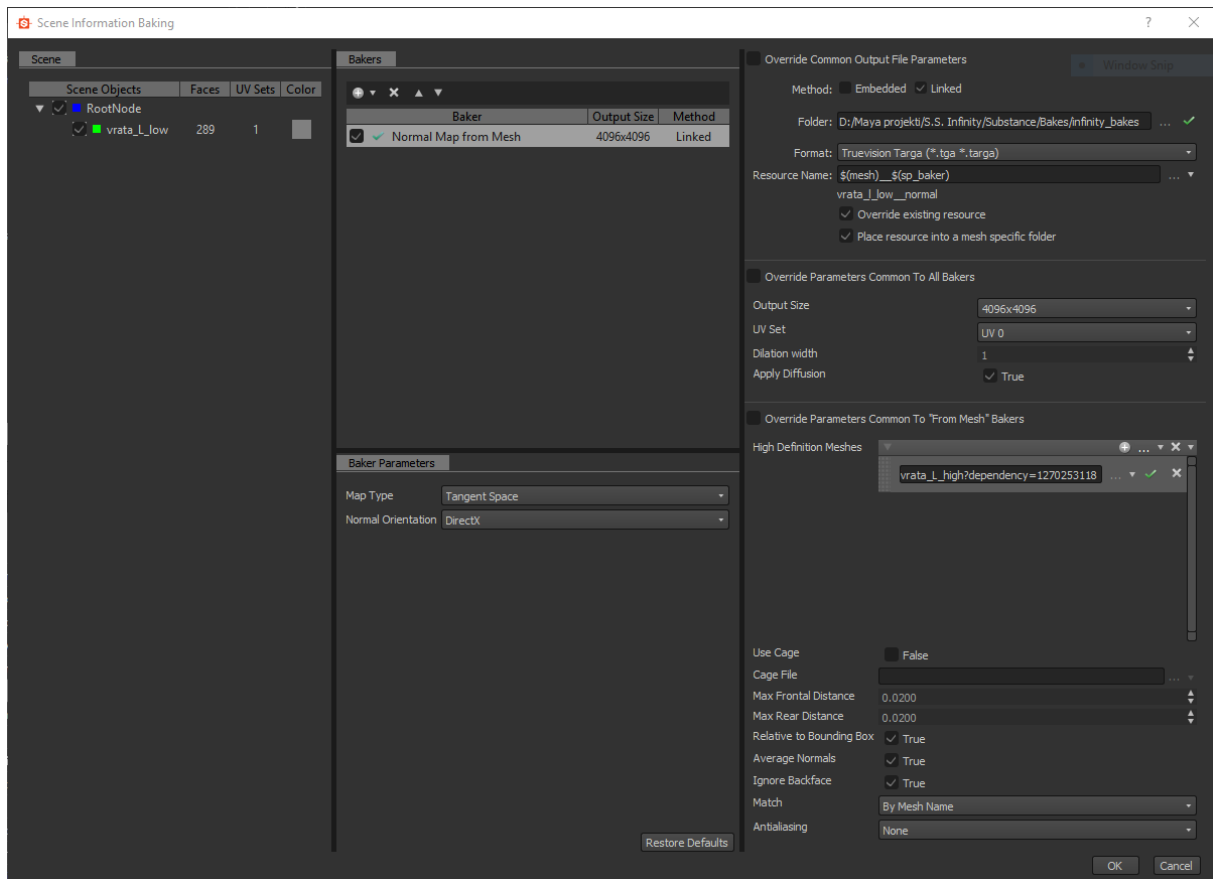 Scene Information Baking
?
Scene
Scene Objects Faces UV Sets Color
RootNode
vrata_L_low 289 1
Bakers
Baker Output Size Method
Normal Map from Mesh 4096x4096 Linked
Baker Parameters
Map Type Tangent Space
Normal Orientation DirectX
Restore Defaults
Override Common Output File Parameters
Window Snip
Method: Embedded Linked
Folder: D:/Maya projekti/S.S. Infinity/Substance/Bakes/infinity_bakes ...
Format: Truevision Targa (*.tga *.targa)
Resource Name: $(mesh)__$(sp_baker) ...
vrata_l_low__normal
Override existing resource
Place resource into a mesh specific folder
Override Parameters Common To All Bakers
Output Size 4096x4096
UV Set UV 0
Dilation width 1
Apply Diffusion True
Override Parameters Common To "From Mesh" Bakers
High Definition Meshes ...
vrata_L_high?dependency=1270253118 ...
Use Cage False
Cage File ...
Max Frontal Distance 0.0200
Max Rear Distance 0.0200
Relative to Bounding Box True
Average Normals True
Ignore Backface True
Match By Mesh Name
Antialiasing None
OK Cancel